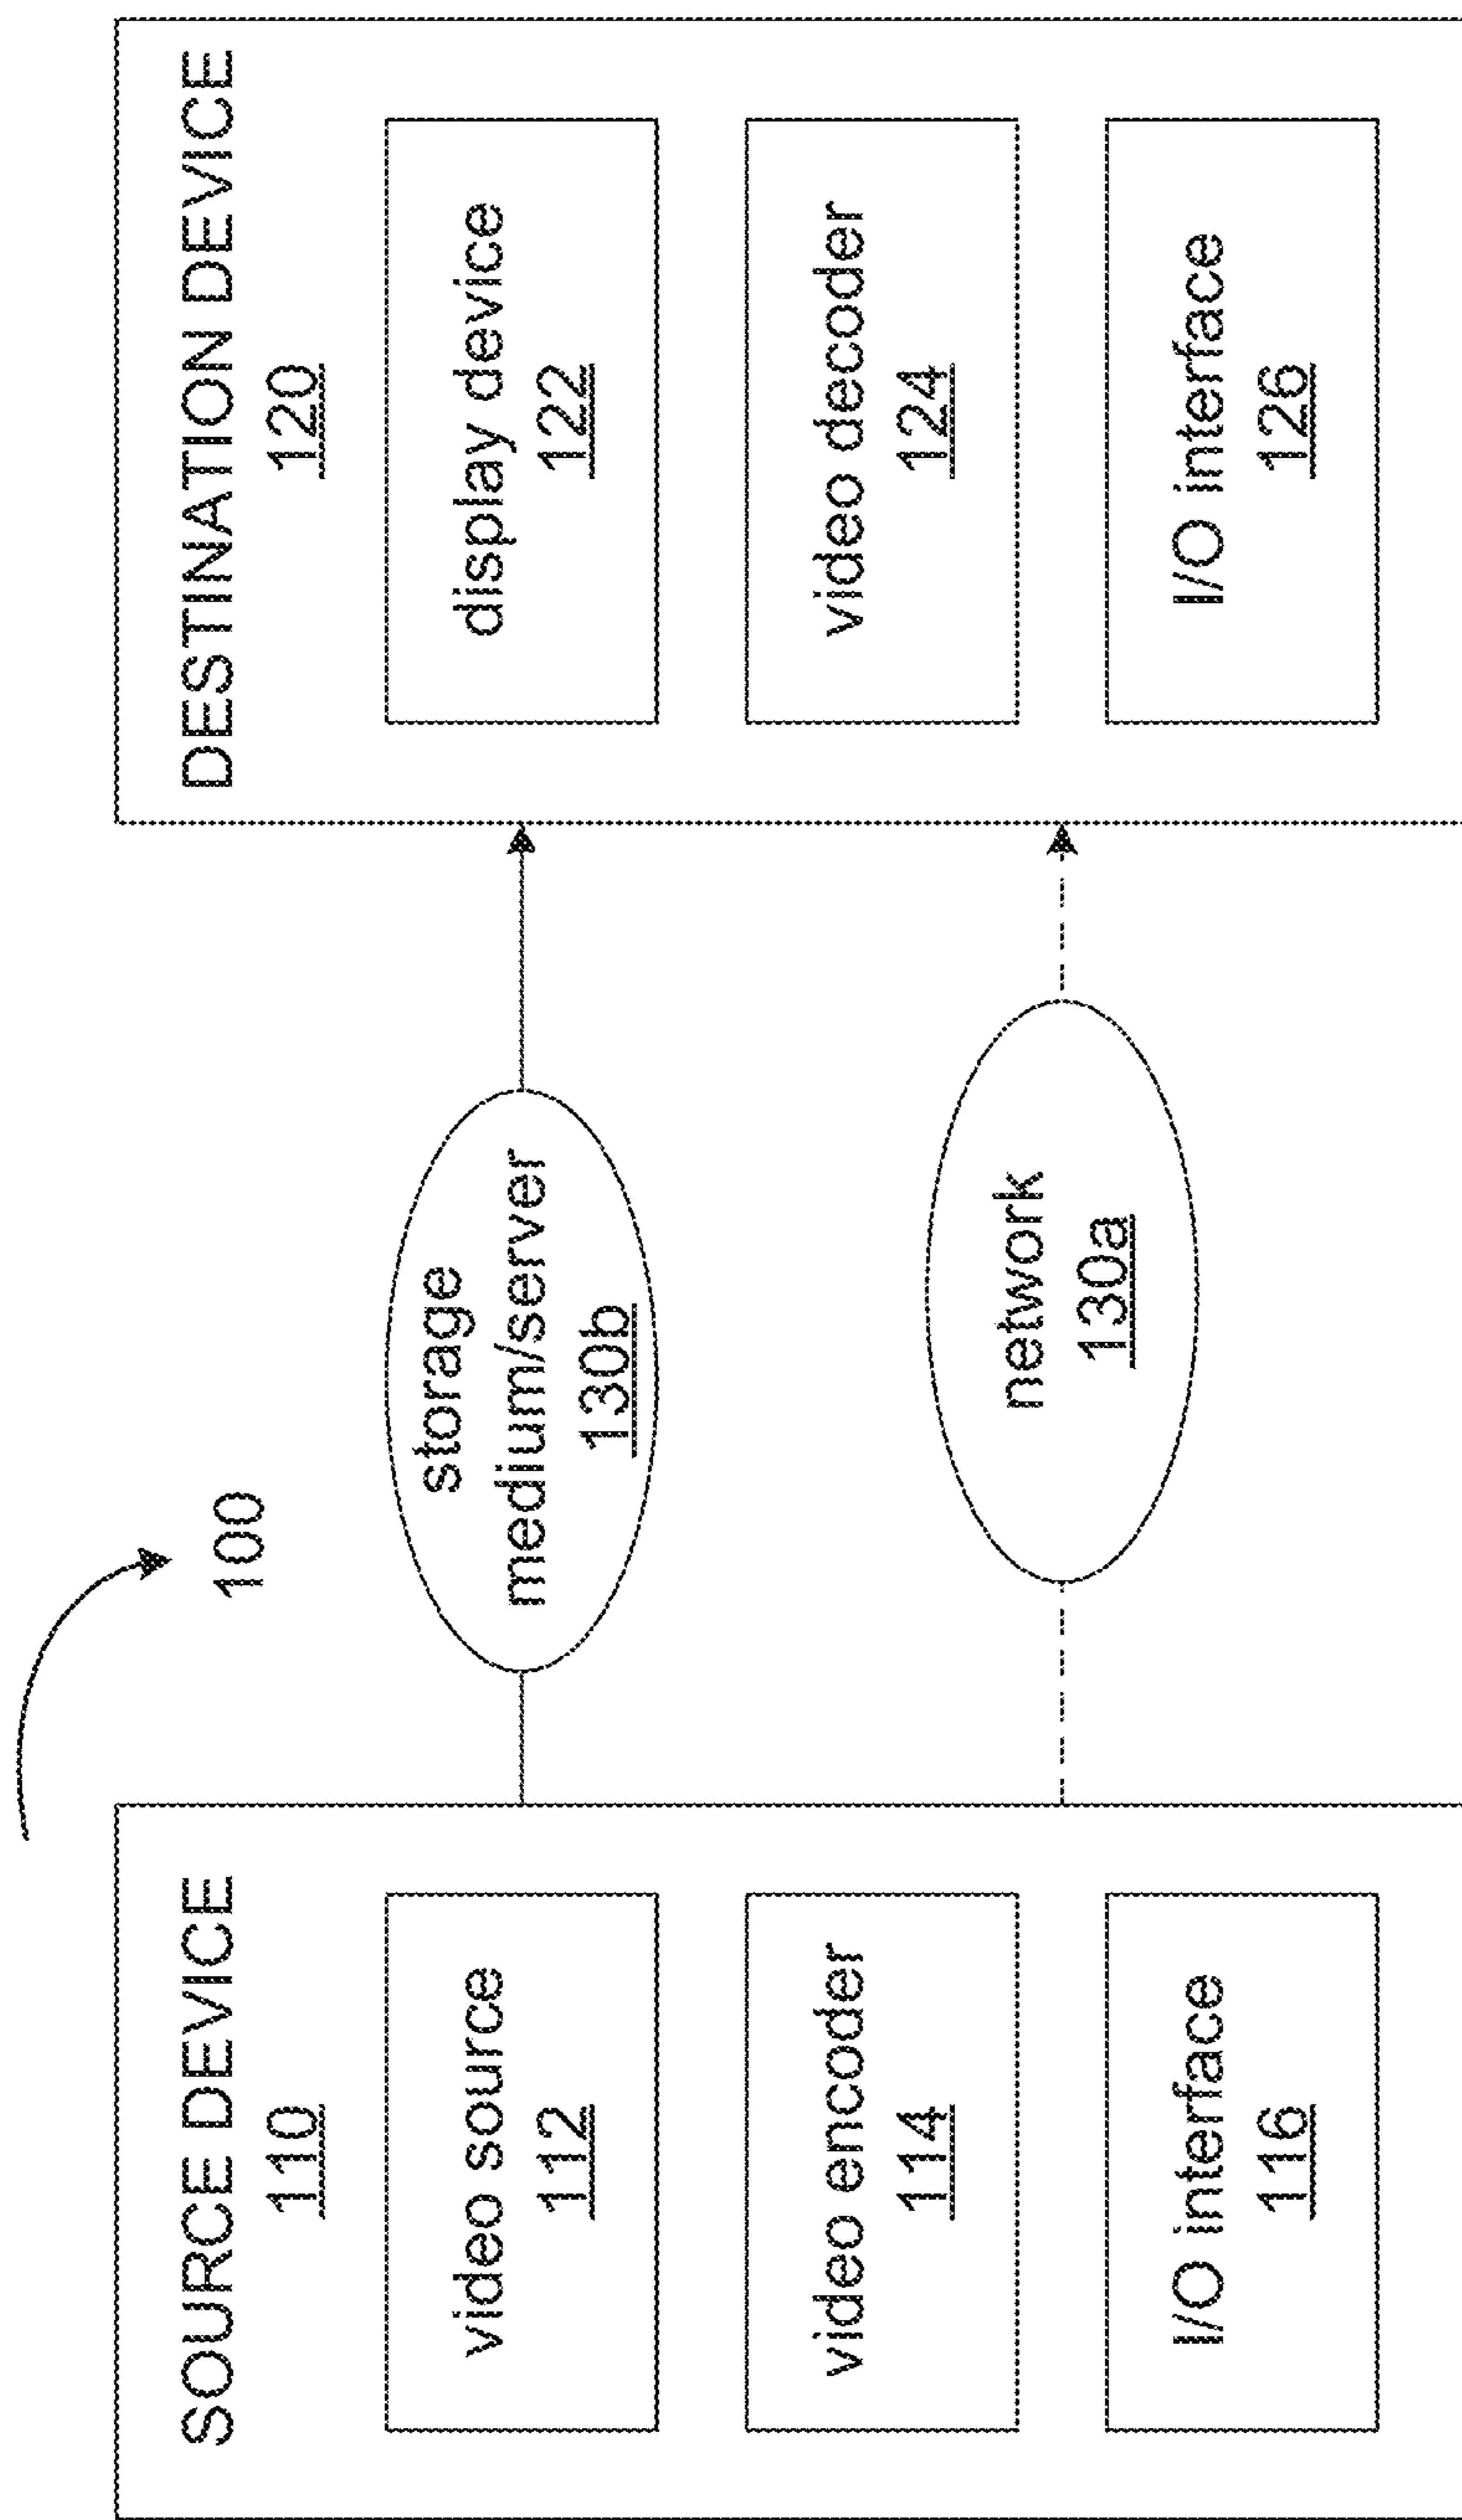 100
SOURCE DEVICE
110
video source
112
video encoder
114
I/O interface
116
storage
medium/server
130b
network
130a
DESTINATION DEVICE
120
display device
122
video decoder
124
I/O interface
126